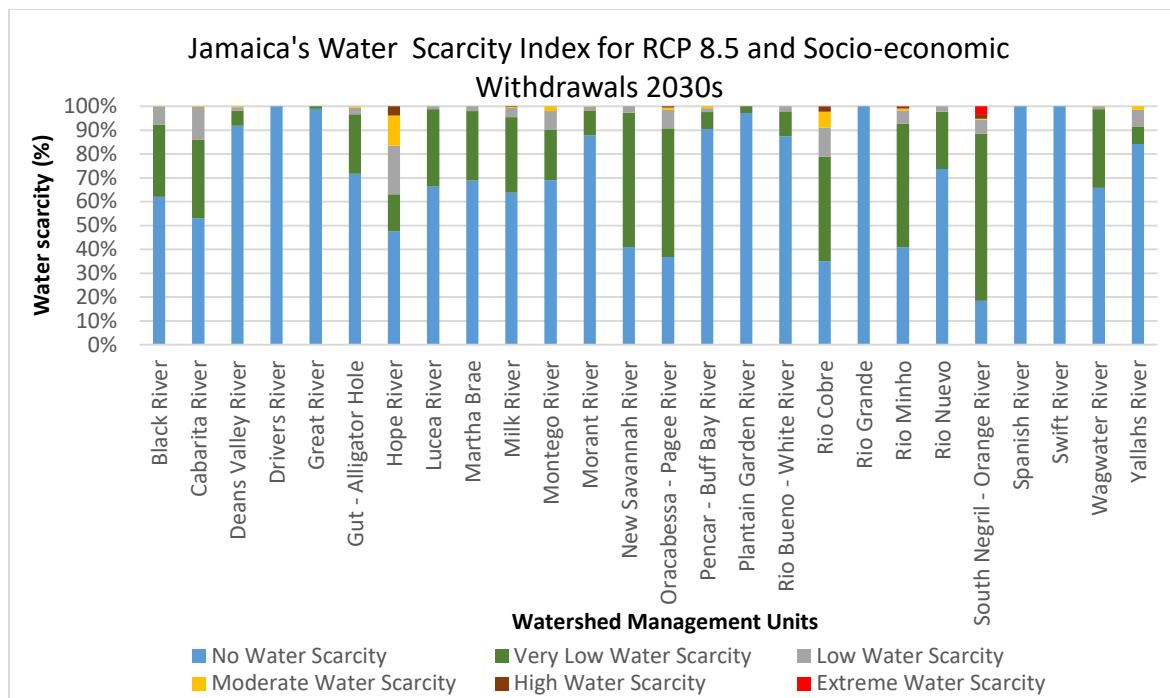 Jamaica's Water  Scarcity Index for RCP 8.5 and Socio-economic
Withdrawals 2030s
Water scarcity (%)
100%
90%
80%
70%
60%
50%
40%
30%
20%
10%
0%
Black River
Cabarita River
Deans Valley River
Drivers River
Great River
Gut - Alligator Hole
Hope River
Lucea River
Martha Brae
Milk River
Montego River
Morant River
New Savannah River
Oracabessa - Pagee River
Pencar - Buff Bay River
Plantain Garden River
Rio Bueno - White River
Rio Cobre
Rio Grande
Rio Minho
Rio Nuevo
South Negril - Orange River
Spanish River
Swift River
Wagwater River
Yallahs River
Watershed Management Units
No Water Scarcity
Very Low Water Scarcity
Low Water Scarcity
Moderate Water Scarcity
High Water Scarcity
Extreme Water Scarcity